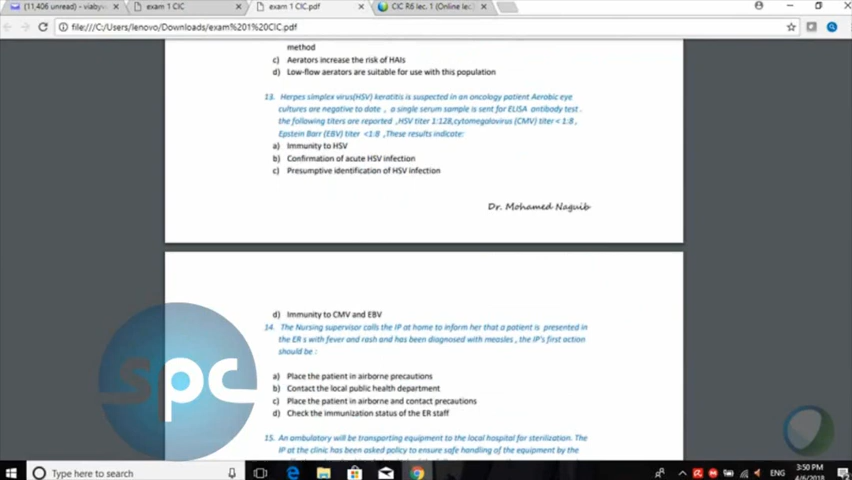 (11,406 unread) - viaby
exam 1 CIC
exam 1 CIC.pdf
CIC R6 lec. 1 (Online lec
file:///C:/Users/lenovo/Downloads/exam%201%20CIC.pdf
method
c) Aerators increase the risk of HAIs
d) Low-flow aerators are suitable for use with this population
13. Herpes simplex virus(HSV) keratitis is suspected in an oncology patient Aerobic eye
cultures are negative to date , a single serum sample is sent for ELISA antibody test .
the following titers are reported ,HSV titer 1:128,cytomegalovirus (CMV) titer < 1:8 ,
Epstein Barr (EBV) titer <1:8 ,These results indicate:
a) Immunity to HSV
b) Confirmation of acute HSV infection
c) Presumptive identification of HSV infection
Dr. Mohamed Naguib
d) Immunity to CMV and EBV
14. The Nursing supervisor calls the IP at home to inform her that a patient is presented in
the ER s with fever and rash and has been diagnosed with measles , the IP's first action
should be :
a) Place the patient in airborne precautions
b) Contact the local public health department
c) Place the patient in airborne and contact precautions
d) Check the immunization status of the ER staff
spc
15. An ambulatory will be transporting equipment to the local hospital for sterilization. The
IP at the clinic has been asked policy to ensure safe handling of the equipment by the
Type here to search
ENG
3:50 PM
4/6/2018